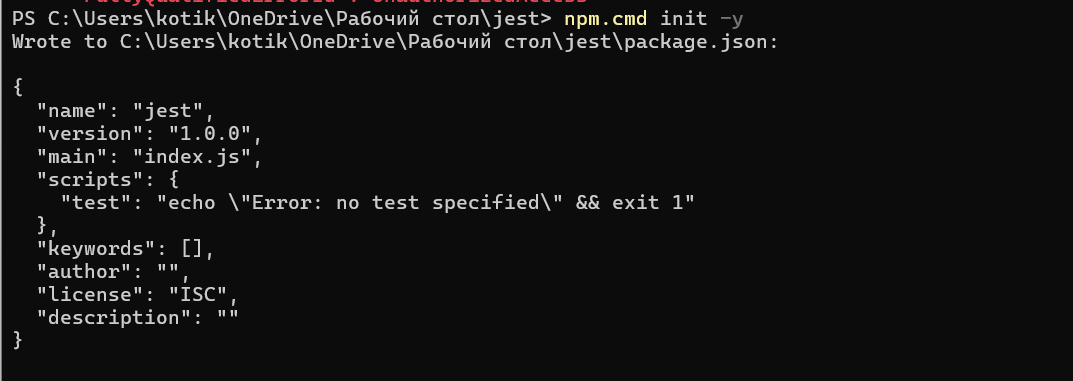 PS C:\Users\kotik\OneDrive\Рабочий стол\jest> npm.cmd init -y
Wrote to C:\Users\kotik\OneDrive\Рабочий стол\jest\package.json:
{
  "name": "jest",
  "version": "1.0.0",
  "main": "index.js",
  "scripts": {
    "test": "echo \"Error: no test specified\" && exit 1"
  },
  "keywords": [],
  "author": "",
  "license": "ISC",
  "description": ""
}